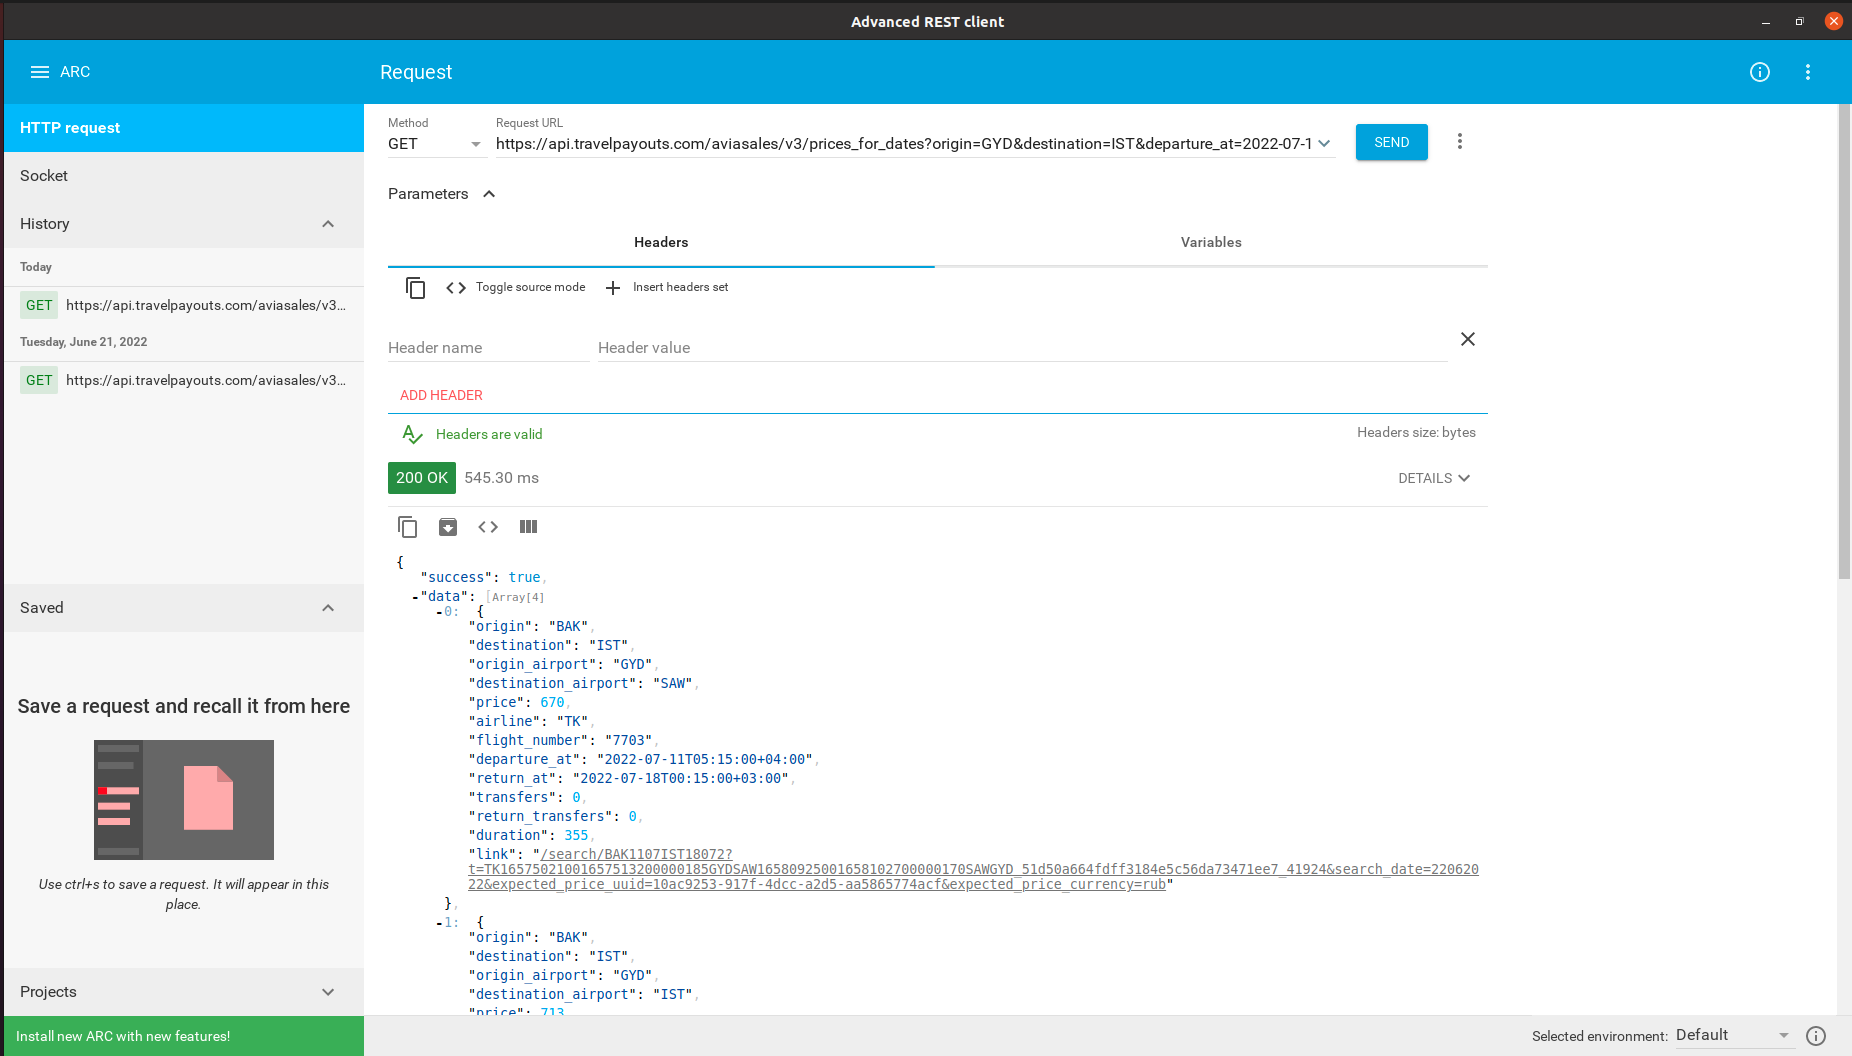 Advanced REST client
ARC
Request
HTTP request
Socket
History
Today
GET https://api.travelpayouts.com/aviasales/v3...
Tuesday, June 21, 2022
GET https://api.travelpayouts.com/aviasales/v3...
Saved
Save a request and recall it from here
Use ctrl+s to save a request. It will appear in this
place.
Projects
Install new ARC with new features!
Method
GET
Request URL
https://api.travelpayouts.com/aviasales/v3/prices_for_dates?origin=GYD&destination=IST&departure_at=2022-07-1
SEND
Parameters
Headers
Variables
Toggle source mode
Insert headers set
Header name
Header value
ADD HEADER
Headers are valid
Headers size: bytes
200 OK
545.30 ms
DETAILS
{
"success": true,
-"data": [Array[4]
-0: {
"origin": "BAK",
"destination": "IST",
"origin_airport": "GYD",
"destination_airport": "SAW",
"price": 670,
"airline": "TK",
"flight_number": "7703",
"departure_at": "2022-07-11T05:15:00+04:00",
"return_at": "2022-07-18T00:15:00+03:00",
"transfers": 0,
"return_transfers": 0,
"duration": 355,
"link": "/search/BAK1107IST18072?
t=TK16575021001657513200000185GYDSAW16580925001658102700000170SAWGYD_51d50a664fdff3184e5c56da73471ee7_41924&search_date=220620
22&expected_price_uuid=10ac9253-917f-4dcc-a2d5-aa5865774acf&expected_price_currency=rub"
},
-1: {
"origin": "BAK",
"destination": "IST",
"origin_airport": "GYD",
"destination_airport": "IST",
"price": 713
Selected environment: Default